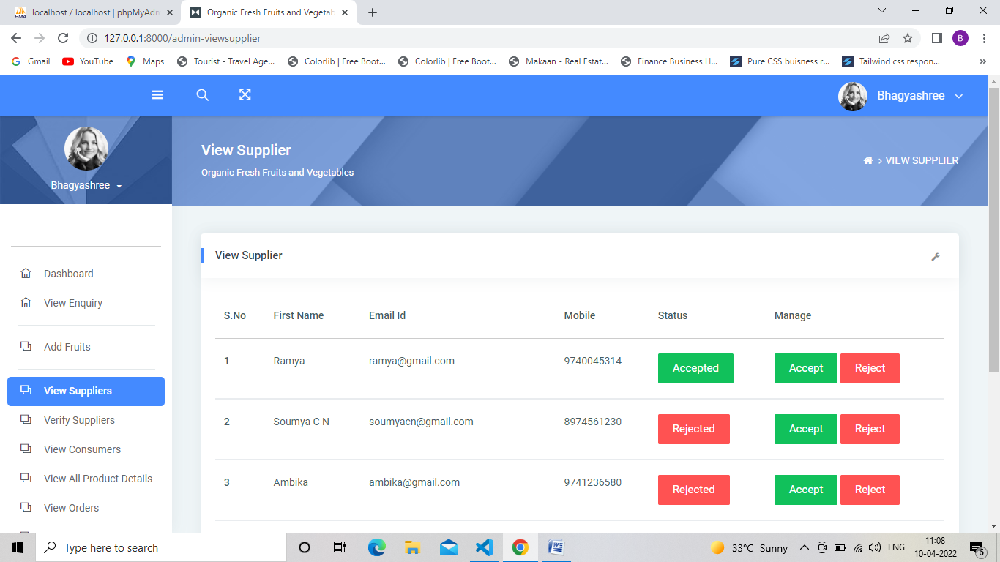 PMA localhost / localhost | phpMyAdm
Organic Fresh Fruits and Vegetab
127.0.0.1:8000/admin-viewsupplier
B
Gmail YouTube Maps Tourist - Travel Age... Colorlib | Free Boot... Colorlib | Free Boot... Makaan - Real Estat... Finance Business H... Pure CSS buisness r... Tailwind css respon... »
Bhagyashree
Bhagyashree
View Supplier
Organic Fresh Fruits and Vegetables
› VIEW SUPPLIER
Dashboard
View Enquiry
Add Fruits
View Suppliers
Verify Suppliers
View Consumers
View All Product Details
View Orders
View Supplier
S.No First Name Email Id Mobile Status Manage
1 Ramya ramya@gmail.com 9740045314 Accepted Accept Reject
2 Soumya C N soumyacn@gmail.com 8974561230 Rejected Accept Reject
3 Ambika ambika@gmail.com 9741236580 Rejected Accept Reject
Type here to search
33°C Sunny
ENG
11:08
10-04-2022
6